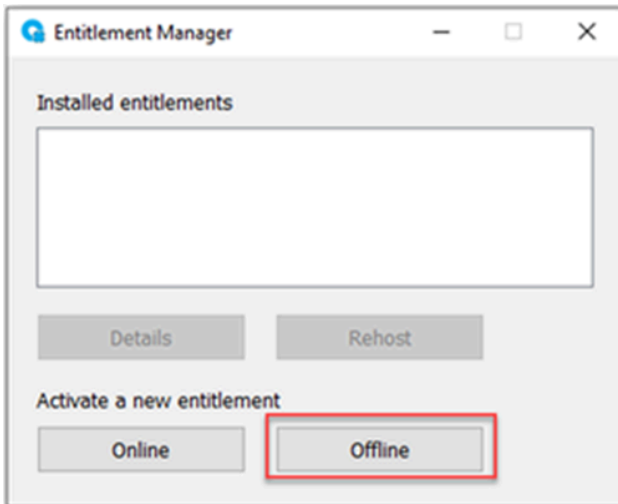 Entitlement Manager
Installed entitlements
Details Rehost
Activate a new entitlement
Online Offline